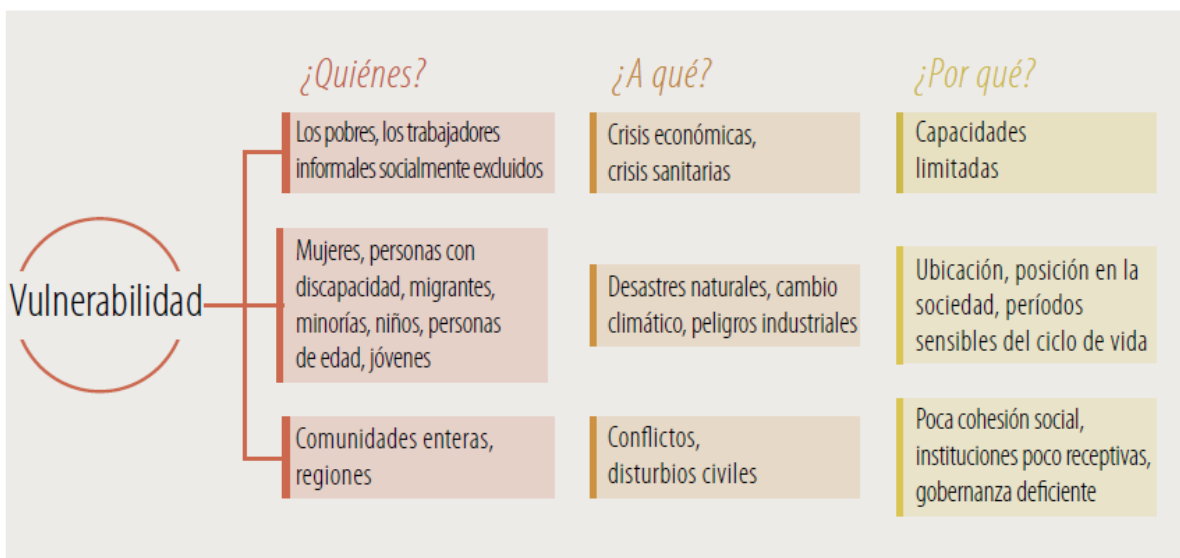 ¿Quiénes?
¿A qué?
¿Por qué?
Vulnerabilidad
Los pobres, los trabajadores
informales socialmente excluidos
Crisis económicas,
crisis sanitarias
Capacidades
limitadas
Mujeres, personas con
discapacidad, migrantes,
minorías, niños, personas
de edad, jóvenes
Desastres naturales, cambio
climático, peligros industriales
Ubicación, posición en la
sociedad, períodos
sensibles del ciclo de vida
Comunidades enteras,
regiones
Conflictos,
disturbios civiles
Poca cohesión social,
instituciones poco receptivas,
gobernanza deficiente